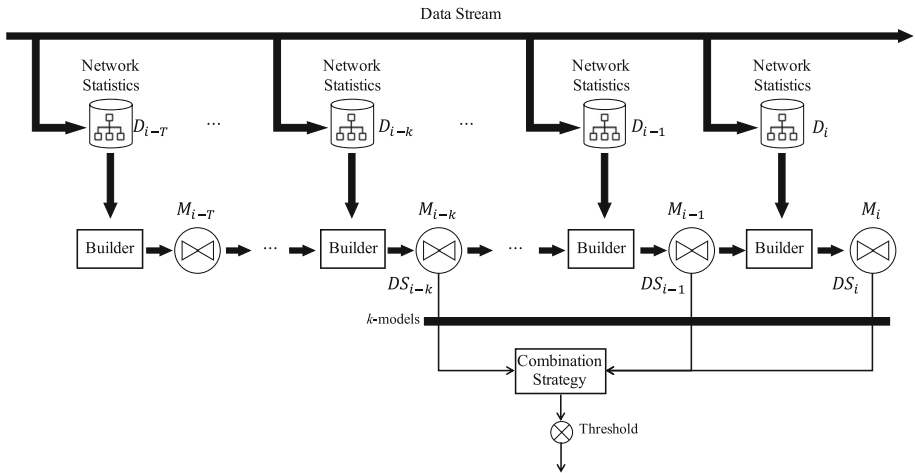 Data Stream
Network Statistics
Network Statistics
Network Statistics
Network Statistics
D_{i-T} ... D_{i-k} ... D_{i-1} D_i
M_{i-T} M_{i-k} M_{i-1} M_i
Builder ... Builder ... Builder Builder
DS_{i-k} DS_{i-1} DS_i
k-models
Combination
Strategy
Threshold